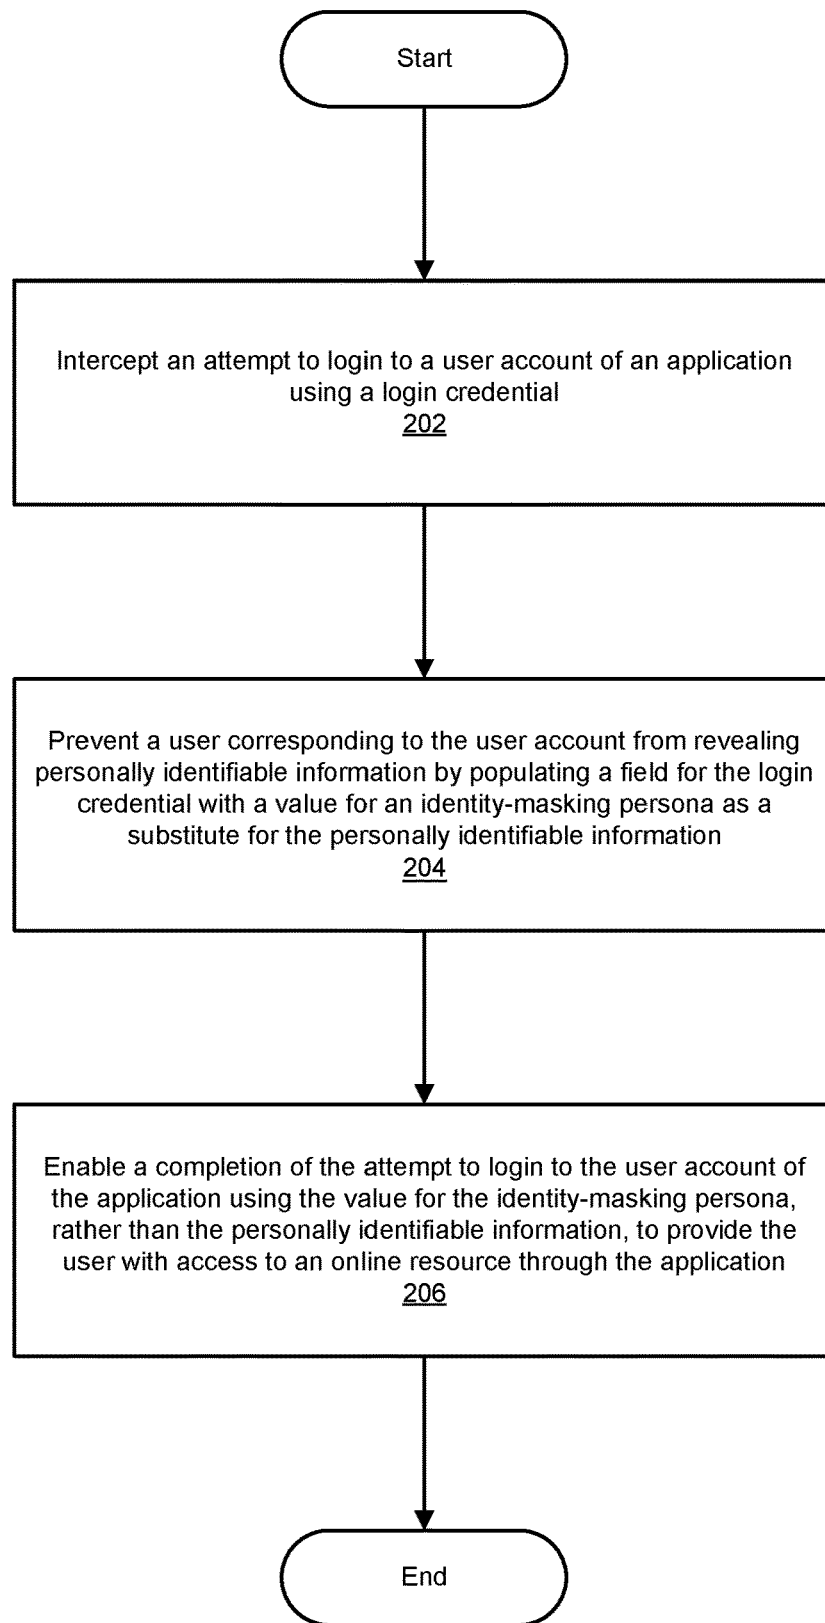 Start
Intercept an attempt to login to a user account of an application
using a login credential
202
Prevent a user corresponding to the user account from revealing
personally identifiable information by populating a field for the login
credential with a value for an identity-masking persona as a
substitute for the personally identifiable information
204
Enable a completion of the attempt to login to the user account of
the application using the value for the identity-masking persona,
rather than the personally identifiable information, to provide the
user with access to an online resource through the application
206
End